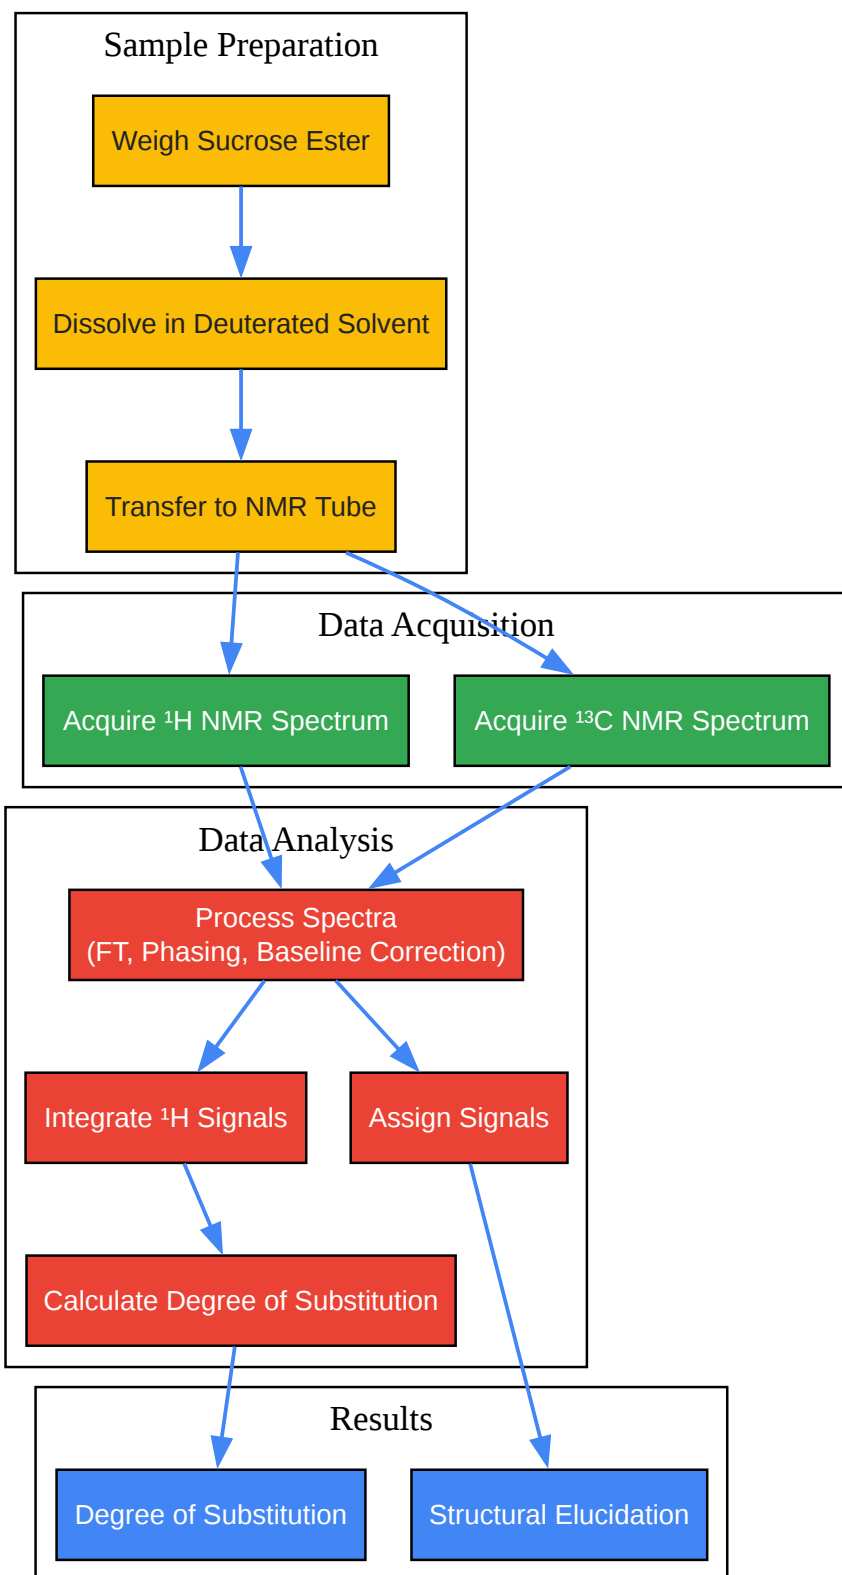 Sample Preparation
Weigh Sucrose Ester
Dissolve in Deuterated Solvent
Transfer to NMR Tube
Data Acquisition
Acquire ¹H NMR Spectrum
Acquire ¹³C NMR Spectrum
Data Analysis
Process Spectra
(FT, Phasing, Baseline Correction)
Integrate ¹H Signals
Assign Signals
Calculate Degree of Substitution
Results
Degree of Substitution
Structural Elucidation